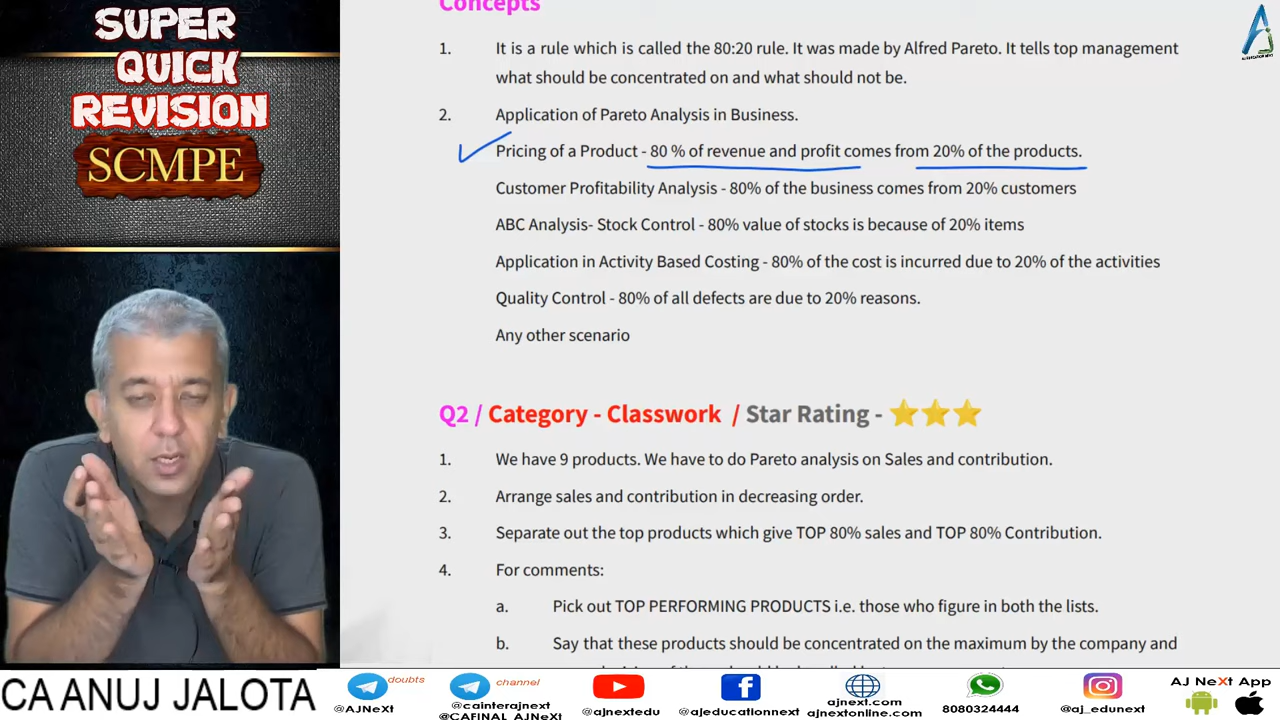 SUPER
QUICK
REVISION
SCMPE
Concepts
1. It is a rule which is called the 80:20 rule. It was made by Alfred Pareto. It tells top management
what should be concentrated on and what should not be.
2. Application of Pareto Analysis in Business.
Pricing of a Product - 80 % of revenue and profit comes from 20% of the products.
Customer Profitability Analysis - 80% of the business comes from 20% customers
ABC Analysis- Stock Control - 80% value of stocks is because of 20% items
Application in Activity Based Costing - 80% of the cost is incurred due to 20% of the activities
Quality Control - 80% of all defects are due to 20% reasons.
Any other scenario
Q2 / Category - Classwork / Star Rating - ⭐⭐⭐
1. We have 9 products. We have to do Pareto analysis on Sales and contribution.
2. Arrange sales and contribution in decreasing order.
3. Separate out the top products which give TOP 80% sales and TOP 80% Contribution.
4. For comments:
a. Pick out TOP PERFORMING PRODUCTS i.e. those who figure in both the lists.
b. Say that these products should be concentrated on the maximum by the company and
CA ANUJ JALOTA
doubts
@AJNeXt
channel
@cainterajnext
@CAFINAL_AJNeXt
@ajnextedu
@ajeducationnext
ajnext.com
ajnextonline.com
8080324444
@aj_edunext
AJ NeXt App